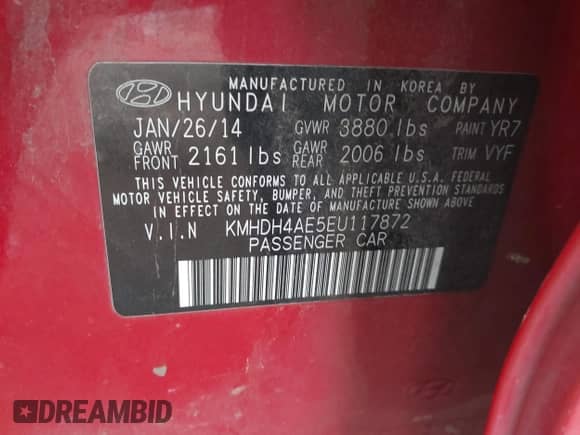 MANUFACTURED IN KOREA BY
HYUNDAI MOTOR COMPANY
JAN/26/14 GVWR 3880 lbs PAINT YR7
GAWR FRONT 2161 lbs GAWR REAR 2006 lbs TRIM VYF
THIS VEHICLE CONFORMS TO ALL APPLICABLE U.S.A. FEDERAL
MOTOR VEHICLE SAFETY, BUMPER, AND THEFT PREVENTION STANDARDS
IN EFFECT ON THE DATE OF MANUFACTURE SHOWN ABOVE.
V.I.N KMHDH4AE5EU117872
PASSENGER CAR
DREAMBID